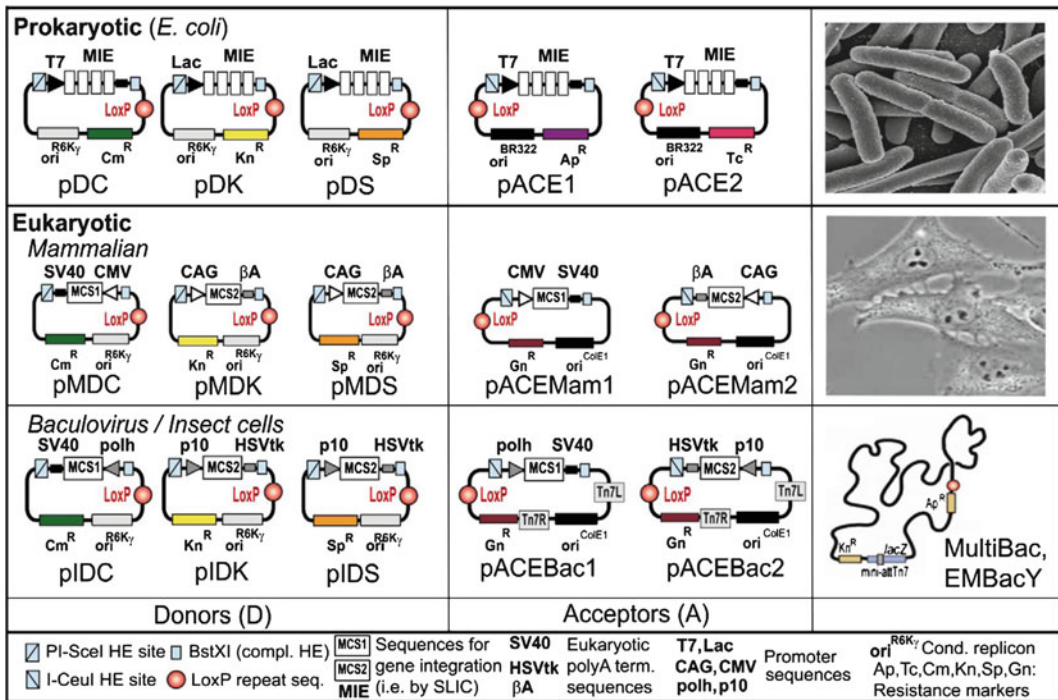 Prokaryotic (E. coli)
T7 MIE
LoxP
ori R6Kγ Cm R
pDC
Lac MIE
LoxP
ori R6Kγ Kn R
pDK
Lac MIE
LoxP
ori R6Kγ Sp R
pDS
T7 MIE
LoxP
ori BR322 Ap R
pACE1
T7 MIE
LoxP
ori BR322 Tc R
pACE2
Eukaryotic
Mammalian
SV40 CMV
MCS1
LoxP
Cm R ori R6Kγ
pMDC
CAG βA
MCS2
LoxP
Kn R ori R6Kγ
pMDK
CAG βA
MCS2
LoxP
Sp R ori R6Kγ
pMDS
CMV SV40
MCS1
LoxP
Gn R ori ColE1
pACEMam1
βA CAG
MCS2
LoxP
Gn R ori ColE1
pACEMam2
Baculovirus / Insect cells
SV40 polh
MCS1
LoxP
Cm R ori R6Kγ
pIDC
p10 HSVtk
MCS2
LoxP
Kn R ori R6Kγ
pIDK
p10 HSVtk
MCS2
LoxP
Sp R ori R6Kγ
pIDS
polh SV40
MCS1
LoxP Tn7L
Tn7R
Gn R ori ColE1
pACEBac1
HSVtk p10
MCS2
LoxP Tn7L
Tn7R
Gn R ori ColE1
pACEBac2
Ap R
Kn R lacZ
mini-attTn7
MultiBac,
EMBacY
Donors (D)
Acceptors (A)
PI-SceI HE site
BstXI (compl. HE)
I-CeuI HE site
LoxP repeat seq.
MCS1
MCS2
MIE
Sequences for
gene integration
(i.e. by SLIC)
SV40
HSVtk
βA
Eukaryotic
polyA term.
sequences
T7,Lac
CAG,CMV
polh,p10
Promoter
sequences
ori R6Kγ Cond. replicon
Ap,Tc,Cm,Kn,Sp,Gn:
Resistance markers